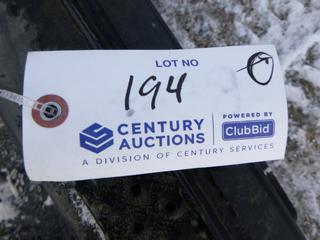 LOT NO
194
CENTURY
AUCTIONS
POWERED BY
ClubBid
A DIVISION OF CENTURY SERVICES